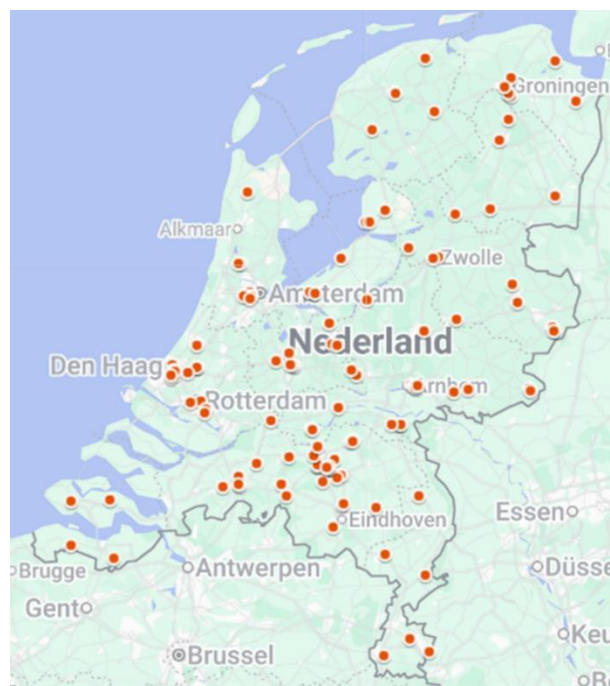 Groningen
Alkmaar
Zwolle
Amsterdam
Nederland
Den Haag
Arnhem
Rotterdam
Essen
Eindhoven
Brugge
Antwerpen
Düsse
Gent
Keu
Brussel